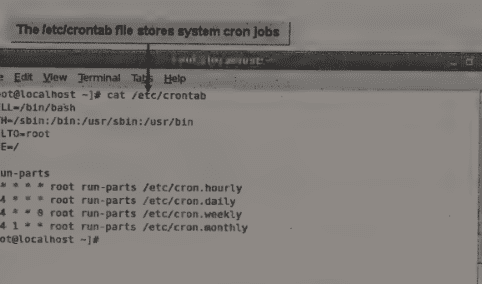 The /etc/crontab file stores system cron jobs
Edit View Terminal Tabs Help
ot@localhost ~]# cat /etc/crontab
LL=/bin/bash
H=/sbin:/bin:/usr/sbin:/usr/bin
LTO=root
E=/
un-parts
* * * * root run-parts /etc/cron.hourly
4 * * * root run-parts /etc/cron.daily
4 * * 0 root run-parts /etc/cron.weekly
4 1 * * root run-parts /etc/cron.monthly
ot@localhost ~]#